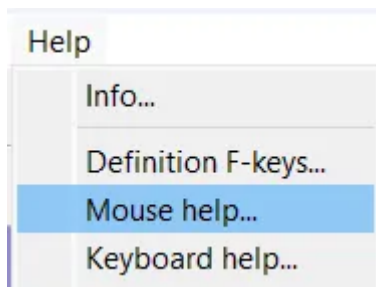 Help
Info...
Definition F-keys...
Mouse help...
Keyboard help...